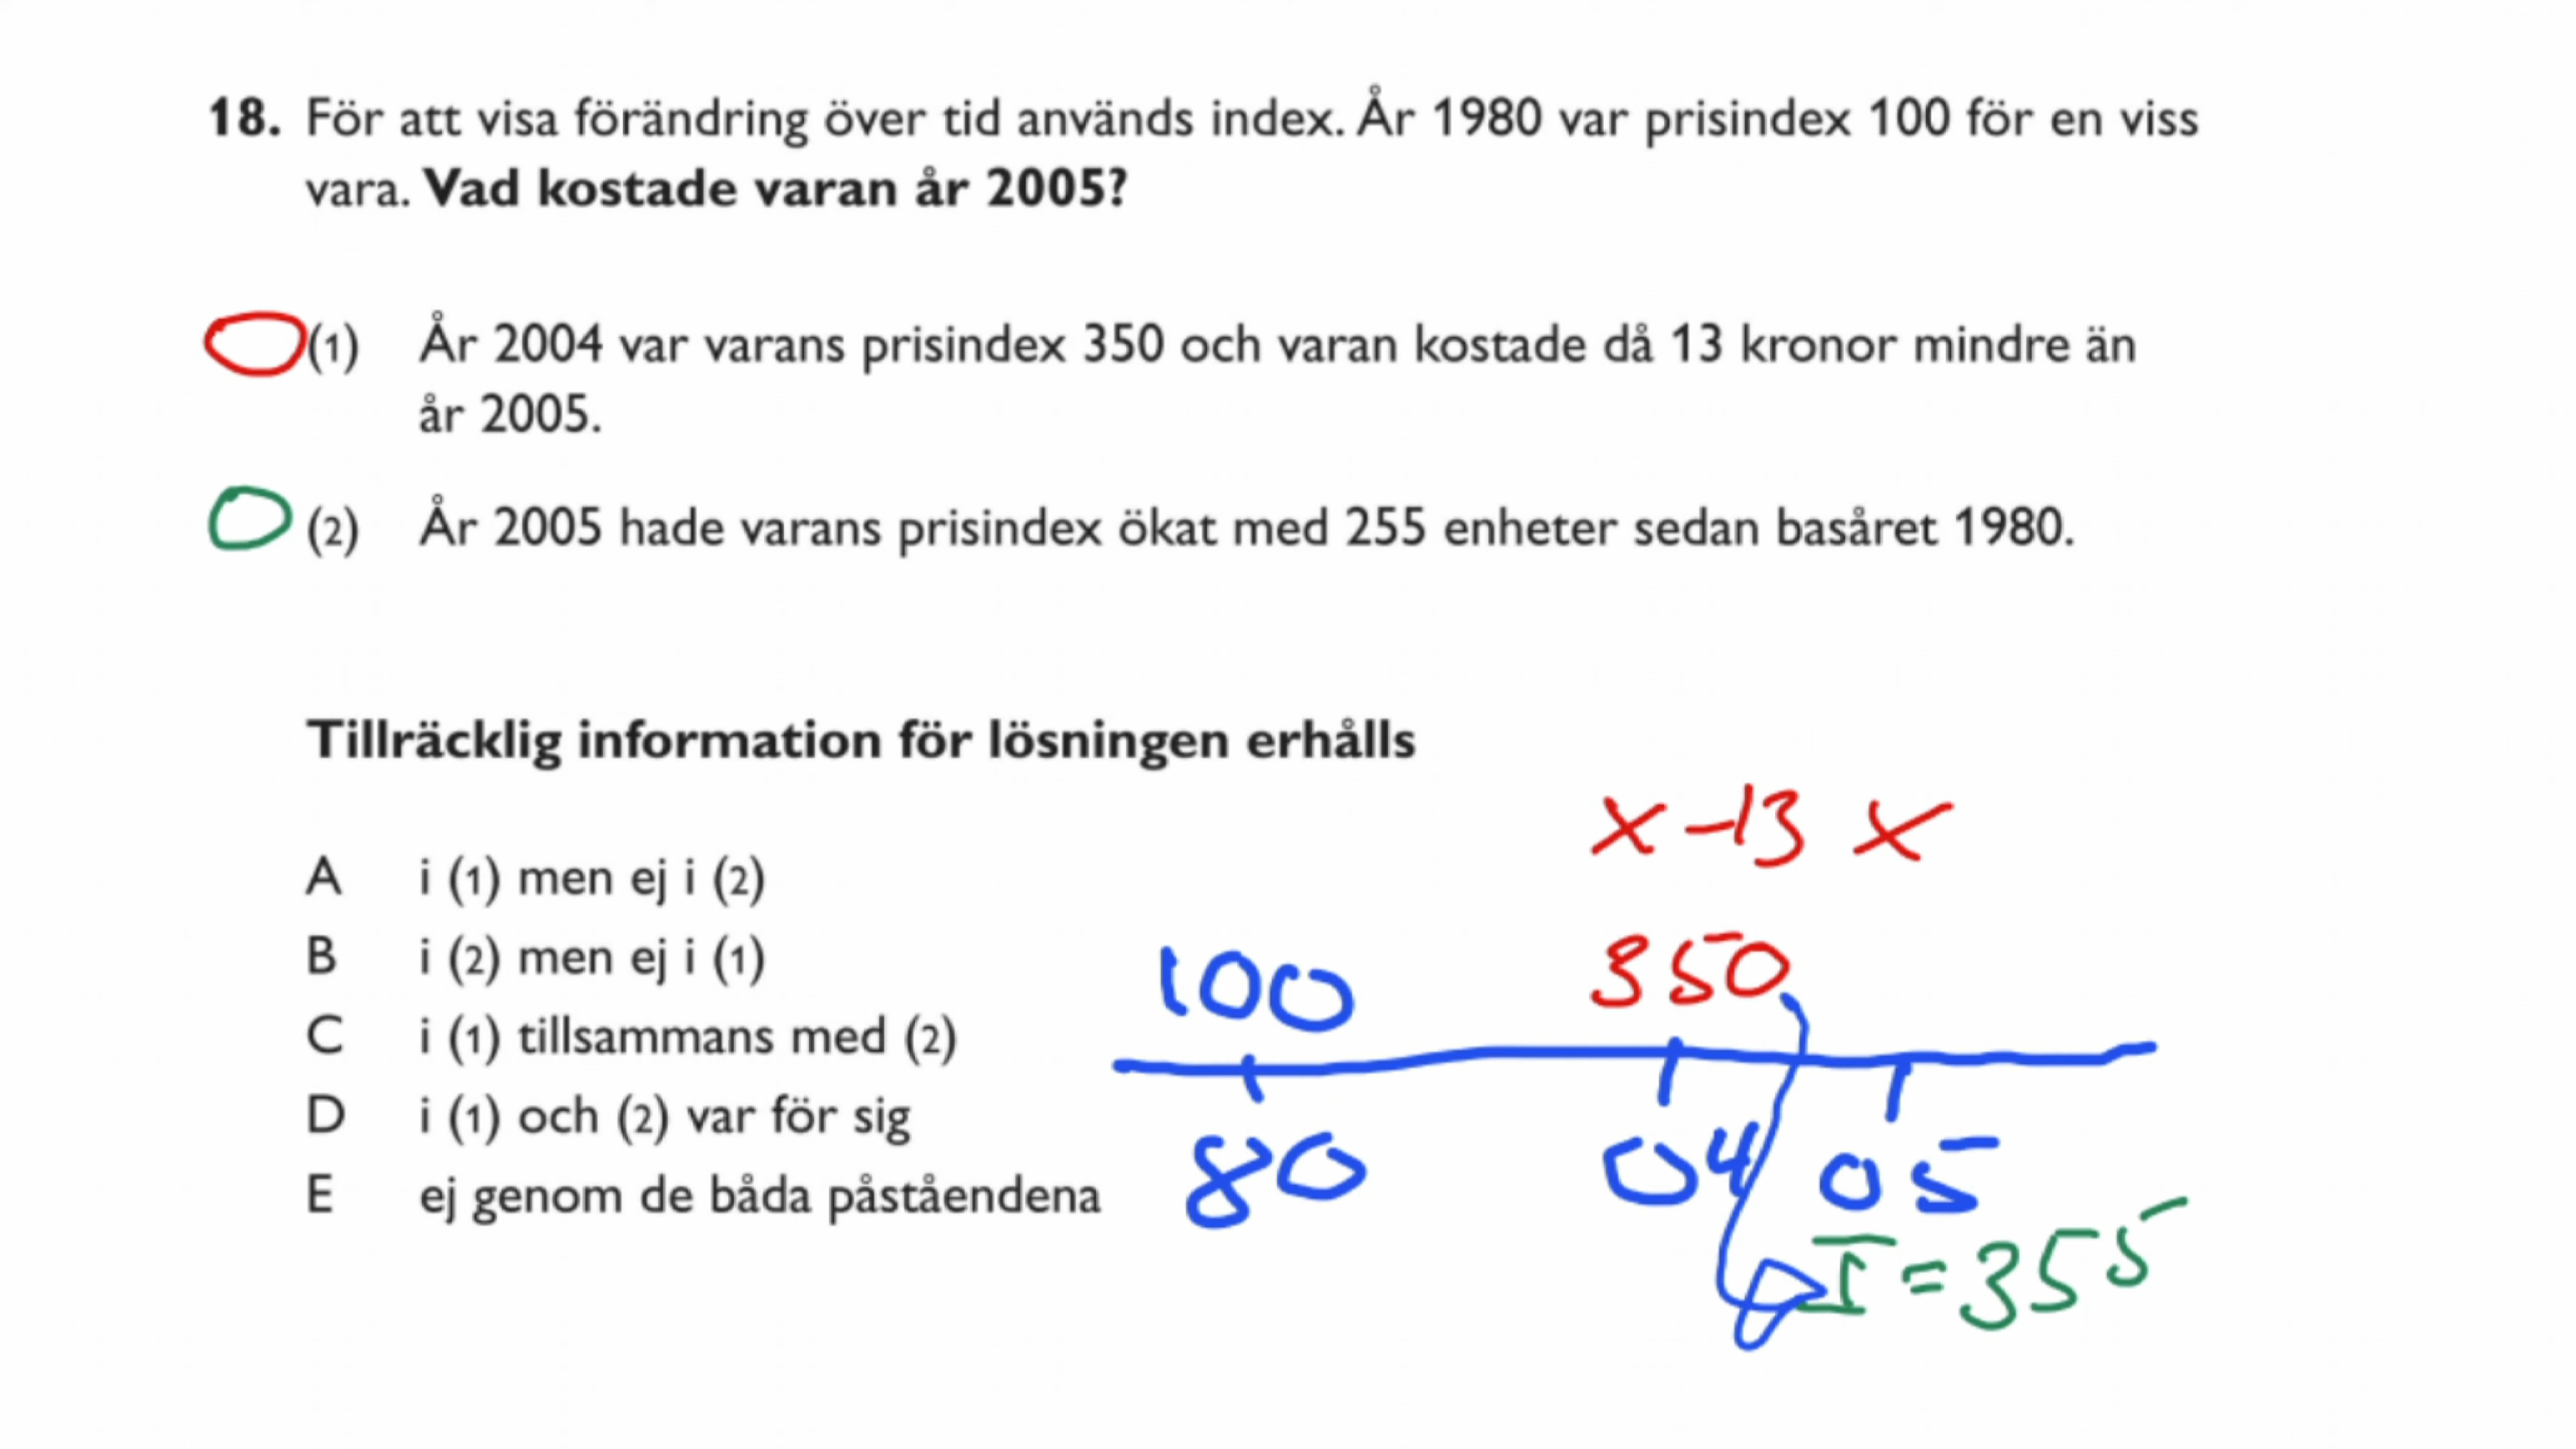 18. För att visa förändring över tid används index. År 1980 var prisindex 100 för en viss
vara. Vad kostade varan år 2005?
(1) År 2004 var varans prisindex 350 och varan kostade då 13 kronor mindre än
år 2005.
(2) År 2005 hade varans prisindex ökat med 255 enheter sedan basåret 1980.
Tillräcklig information för lösningen erhålls
A i (1) men ej i (2)
B i (2) men ej i (1)
C i (1) tillsammans med (2)
D i (1) och (2) var för sig
E ej genom de båda påståendena
x-13 x
100 350
80 04 05
I=355